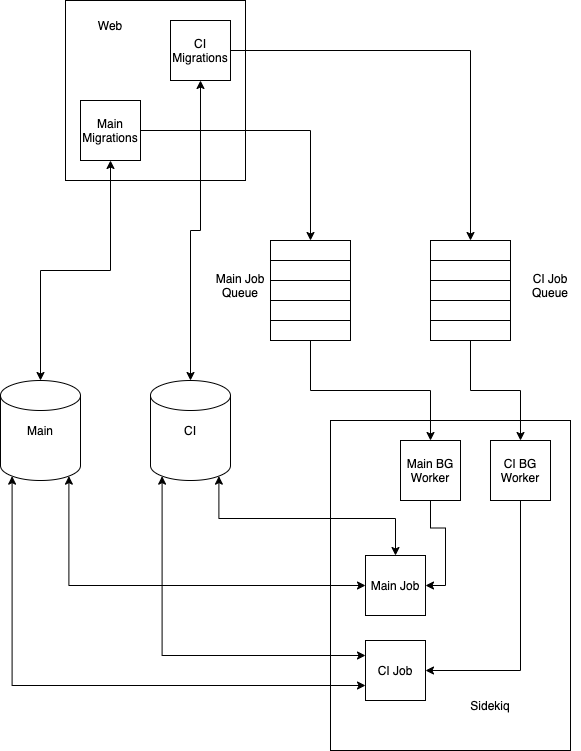 Web
CI
Migrations
Main
Migrations
Main Job
Queue
CI Job
Queue
Main
CI
Main BG
Worker
CI BG
Worker
Main Job
CI Job
Sidekiq